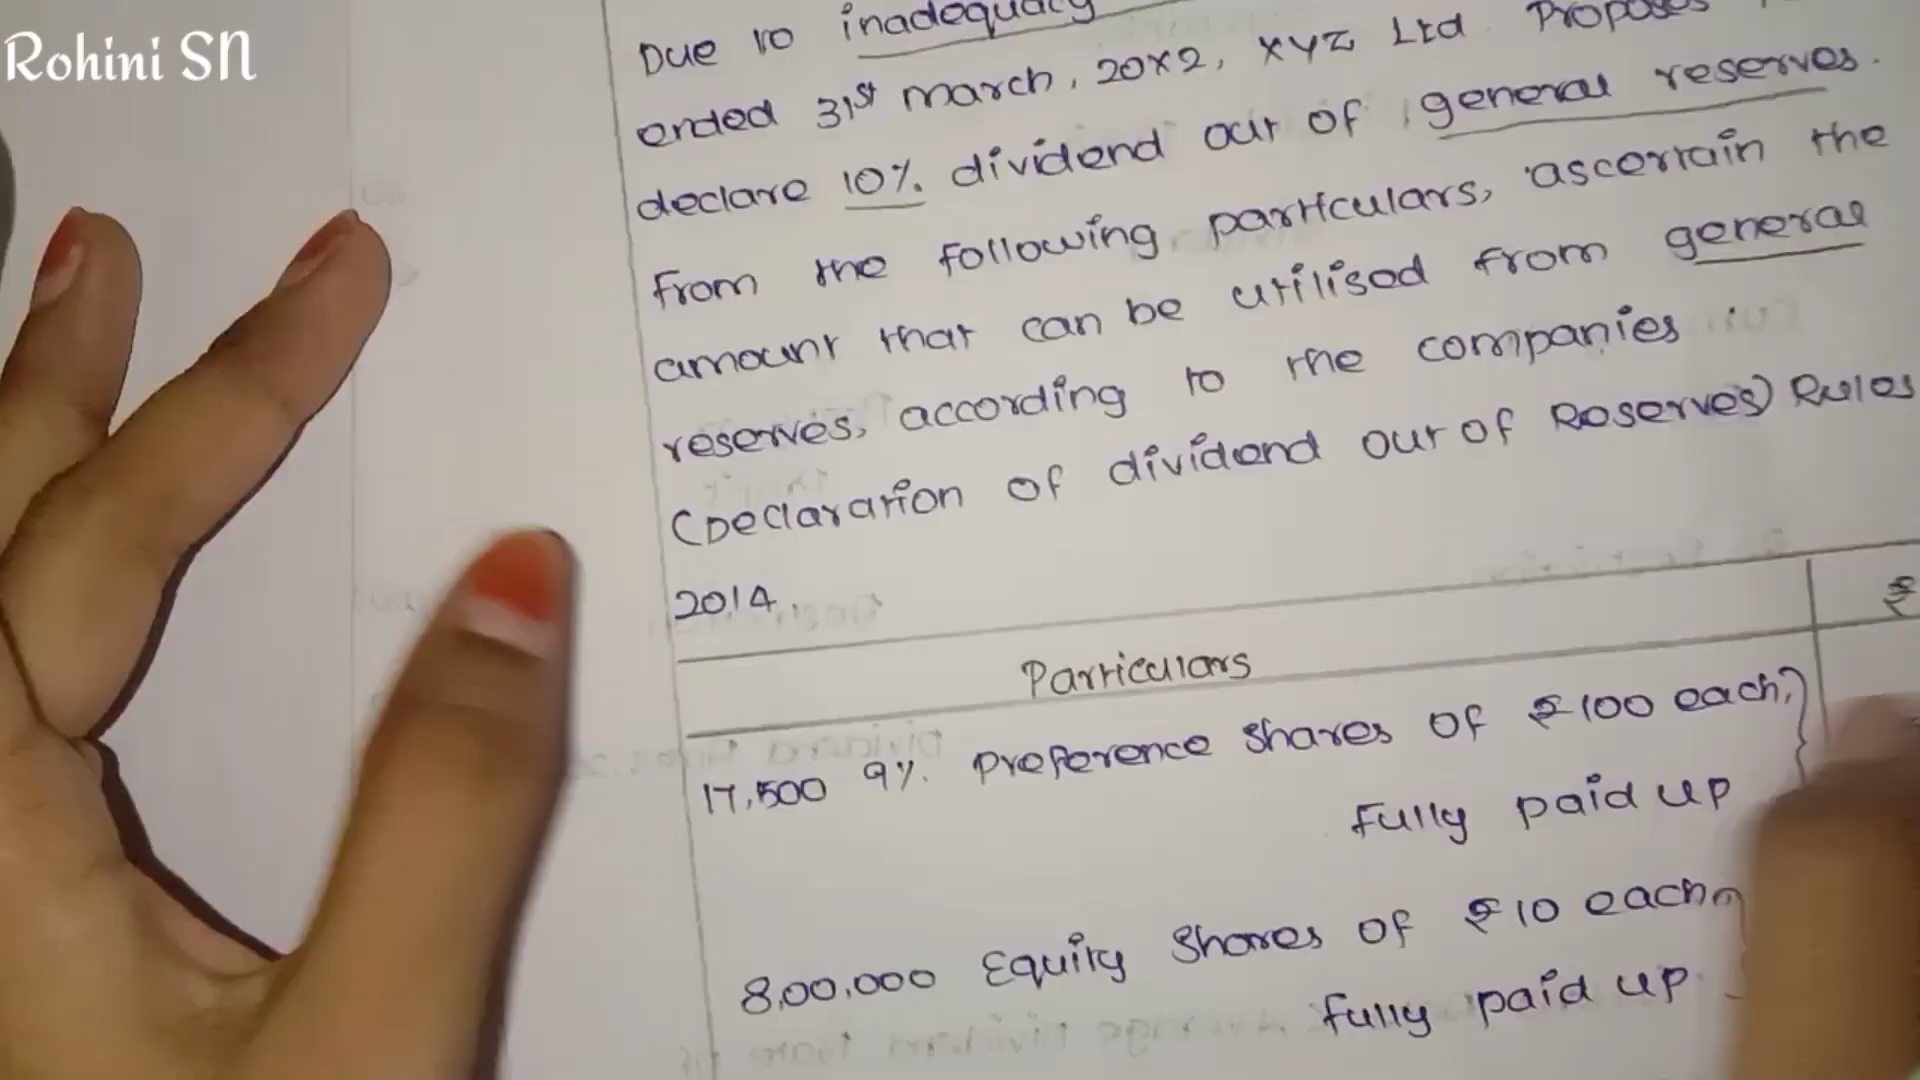 Rohini SN
Due to inadequacy
ended 31st march, 20x2, XYZ Ltd Proposes
declare 10% dividend out of general reserves.
From the following particulars, ascertain the
amount that can be utilised from general
reserves, according to the companies
(Declaration of dividend out of Reserves) Rules
2014.
Particulars ₹
17,500 9% Preference Shares of ₹100 each,
Fully paid up
8,00,000 Equity Shares of ₹10 each,
fully paid up